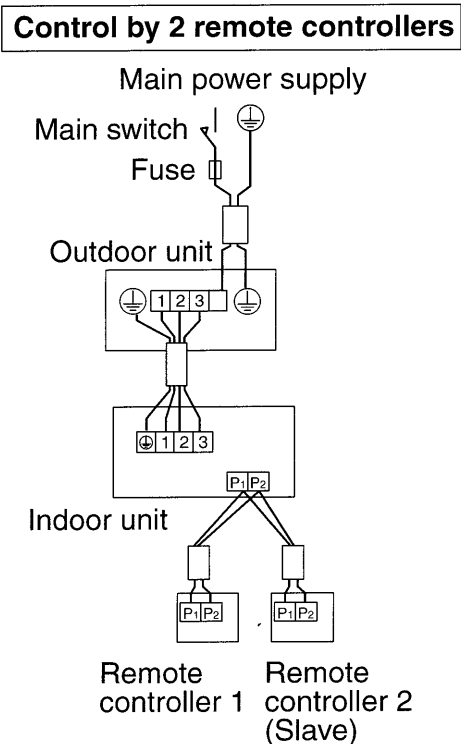 Control by 2 remote controllers
Main power supply
Main switch
Fuse
Outdoor unit
1 2 3
1 2 3
P1 P2
Indoor unit
P1 P2 P1 P2
Remote controller 1
Remote controller 2 (Slave)